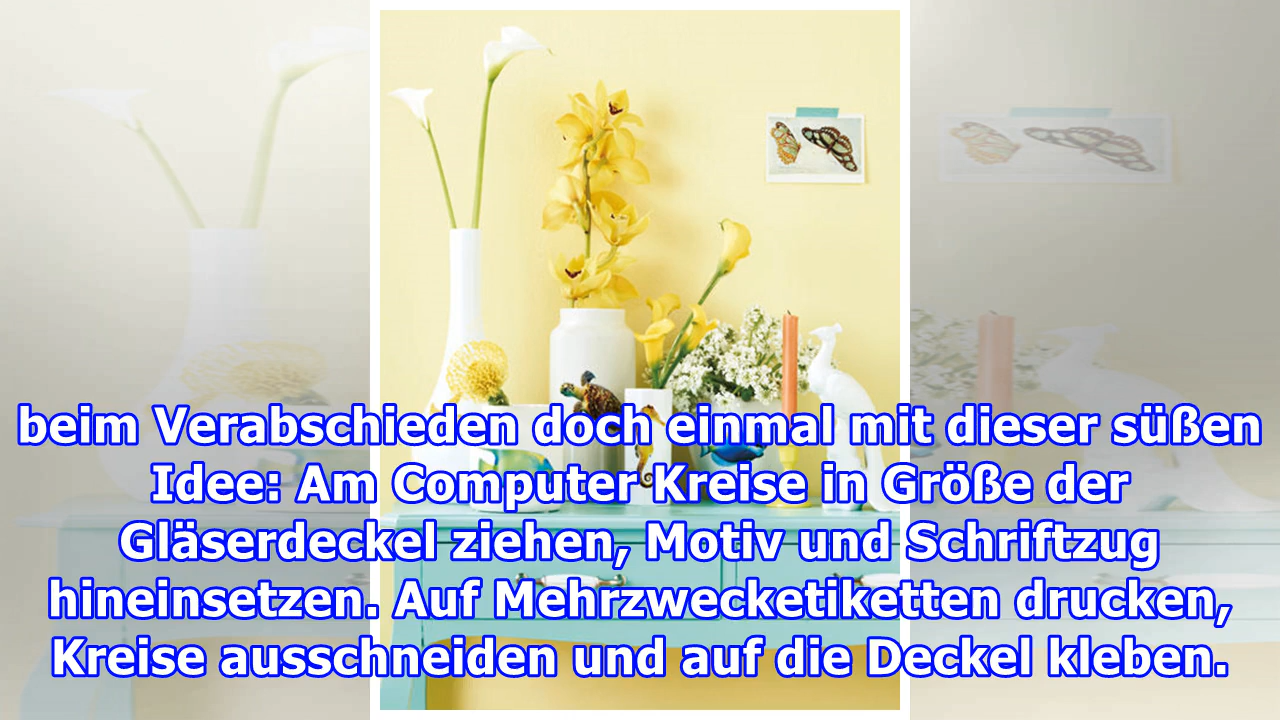 beim Verabschieden doch einmal mit dieser süßen
Idee: Am Computer Kreise in Größe der
Gläserdeckel ziehen, Motiv und Schriftzug
hineinsetzen. Auf Mehrzwecketiketten drucken,
Kreise ausschneiden und auf die Deckel kleben.